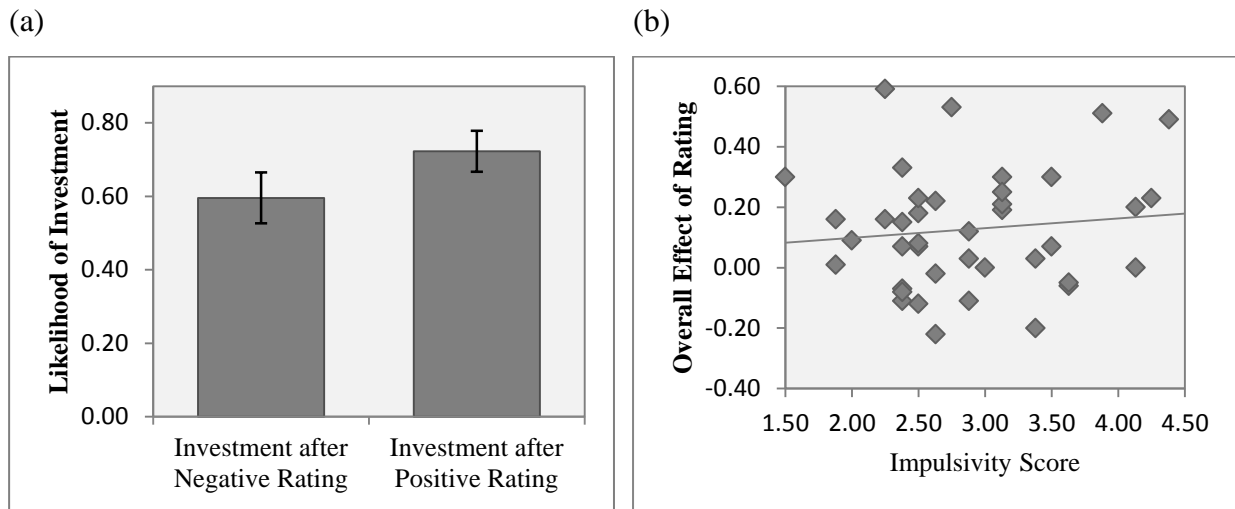 (a)
Likelihood of Investment
0.80
0.60
0.40
0.20
0.00
Investment after
Negative Rating
Investment after
Positive Rating
(b)
Overall Effect of Rating
0.60
0.40
0.20
0.00
-0.20
-0.40
1.50 2.00 2.50 3.00 3.50 4.00 4.50
Impulsivity Score